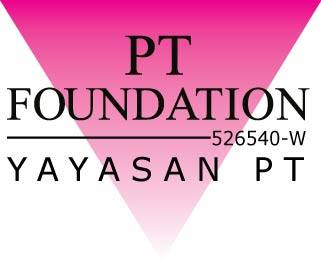 PT
FOUNDATION
526540-W
YAYASAN PT